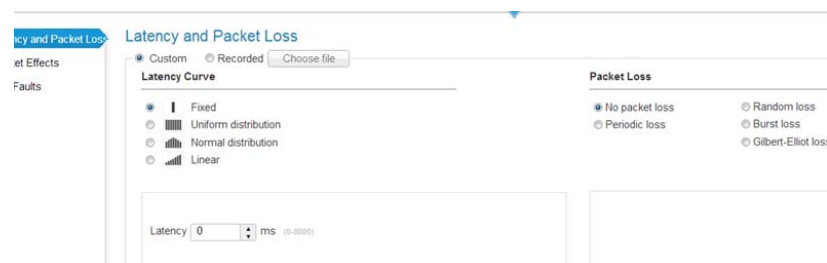 Latency and Packet Loss
ncy and Packet Loss
et Effects
Faults
Custom Recorded Choose file
Latency Curve
Fixed
Uniform distribution
Normal distribution
Linear
Latency 0 ms (0-8000)
Packet Loss
No packet loss Random loss
Periodic loss Burst loss
Gilbert-Elliot loss